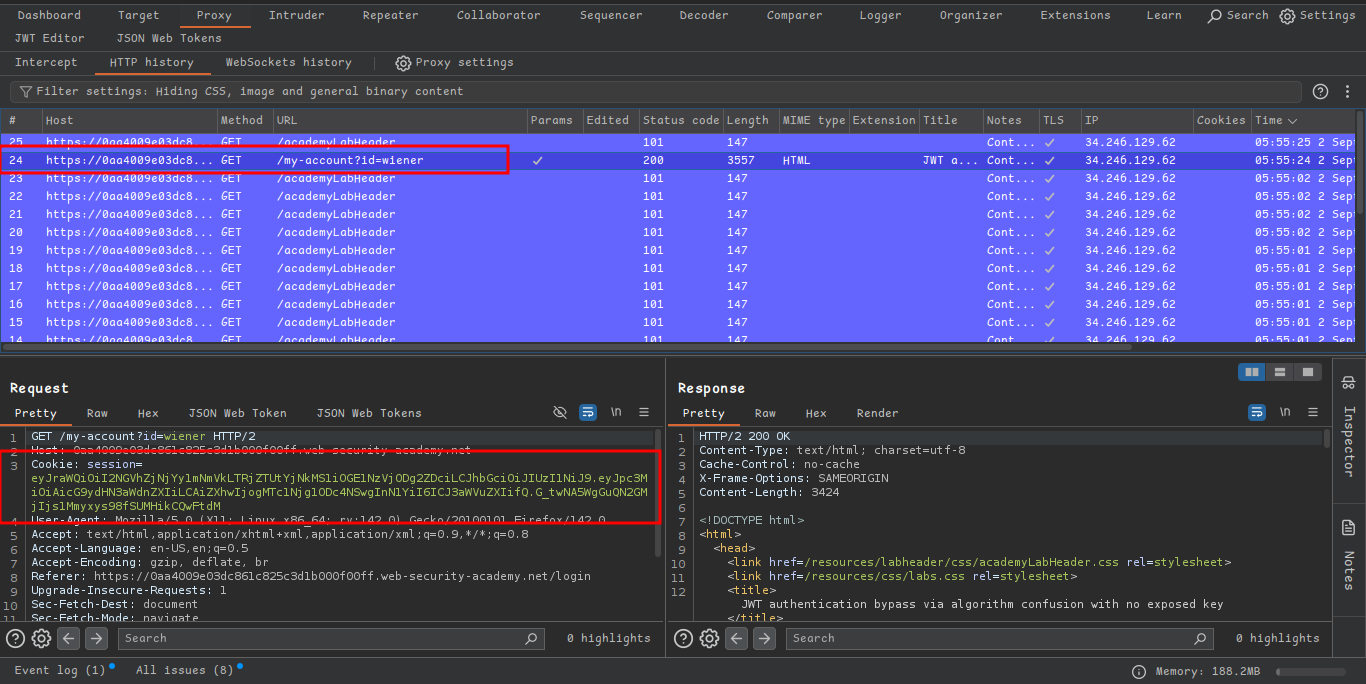 Dashboard Target Proxy Intruder Repeater Collaborator Sequencer Decoder Comparer Logger Organizer Extensions Learn Search Settings
JWT Editor JSON Web Tokens
Intercept HTTP history WebSockets history Proxy settings
Filter settings: Hiding CSS, image and general binary content
# Host Method URL Params Edited Status code Length MIME type Extension Title Notes TLS IP Cookies Time
25 https://0aa4009e03dc8... GET /academyLabHeader 101 147 Cont... ✓ 34.246.129.62 05:55:25 2 Sept
24 https://0aa4009e03dc8... GET /my-account?id=wiener ✓ 200 3557 HTML JWT a... Cont... ✓ 34.246.129.62 05:55:24 2 Sept
23 https://0aa4009e03dc8... GET /academyLabHeader 101 147 Cont... ✓ 34.246.129.62 05:55:02 2 Sept
22 https://0aa4009e03dc8... GET /academyLabHeader 101 147 Cont... ✓ 34.246.129.62 05:55:02 2 Sept
21 https://0aa4009e03dc8... GET /academyLabHeader 101 147 Cont... ✓ 34.246.129.62 05:55:02 2 Sept
20 https://0aa4009e03dc8... GET /academyLabHeader 101 147 Cont... ✓ 34.246.129.62 05:55:02 2 Sept
19 https://0aa4009e03dc8... GET /academyLabHeader 101 147 Cont... ✓ 34.246.129.62 05:55:01 2 Sept
18 https://0aa4009e03dc8... GET /academyLabHeader 101 147 Cont... ✓ 34.246.129.62 05:55:01 2 Sept
17 https://0aa4009e03dc8... GET /academyLabHeader 101 147 Cont... ✓ 34.246.129.62 05:55:01 2 Sept
16 https://0aa4009e03dc8... GET /academyLabHeader 101 147 Cont... ✓ 34.246.129.62 05:55:01 2 Sept
15 https://0aa4009e03dc8... GET /academyLabHeader 101 147 Cont... ✓ 34.246.129.62 05:55:01 2 Sept
14 https://0aa4009e03dc8... GET /academyLabHeader 101 147 Cont... ✓ 34.246.129.62 05:55:01 2 Sept
Request
Pretty Raw Hex JSON Web Token JSON Web Tokens \n
1 GET /my-account?id=wiener HTTP/2
2 Host: 0aa4009e03dc861c825c3d1b000f00ff.web-security-academy.net
3 Cookie: session=
eyJraWQiOiI2NGVhZjNjYy1mNmVkLTRjZTUtYjNkMS1iOGElNzVjODg2ZDciLCJhbGciOiJIUzI1NiJ9.eyJpc3M
iOiAicG9ydHN3aWdnZXIiLCAiZXhwIjogMTc1Njg1ODc4NSwgInN1YiI6ICJ3aWVuZXIifQ.G_twNA5WgGuQN2GM
jIjs1Mmyxys98fSUMHikCQwFtdM
4 User-Agent: Mozilla/5.0 (X11; Linux x86_64; rv:142.0) Gecko/20100101 Firefox/142.0
5 Accept: text/html,application/xhtml+xml,application/xml;q=0.9,*/*;q=0.8
6 Accept-Language: en-US,en;q=0.5
7 Accept-Encoding: gzip, deflate, br
8 Referer: https://0aa4009e03dc861c825c3d1b000f00ff.web-security-academy.net/login
9 Upgrade-Insecure-Requests: 1
10 Sec-Fetch-Dest: document
11 Sec-Fetch-Mode: navigate
Search 0 highlights
Response
Pretty Raw Hex Render \n
1 HTTP/2 200 OK
2 Content-Type: text/html; charset=utf-8
3 Cache-Control: no-cache
4 X-Frame-Options: SAMEORIGIN
5 Content-Length: 3424
6
7 <!DOCTYPE html>
8 <html>
9 <head>
10 <link href=/resources/labheader/css/academyLabHeader.css rel=stylesheet>
11 <link href=/resources/css/labs.css rel=stylesheet>
12 <title>
JWT authentication bypass via algorithm confusion with no exposed key
</title>
Search 0 highlights
Inspector
Notes
Event log (1) All issues (8) Memory: 188.2MB